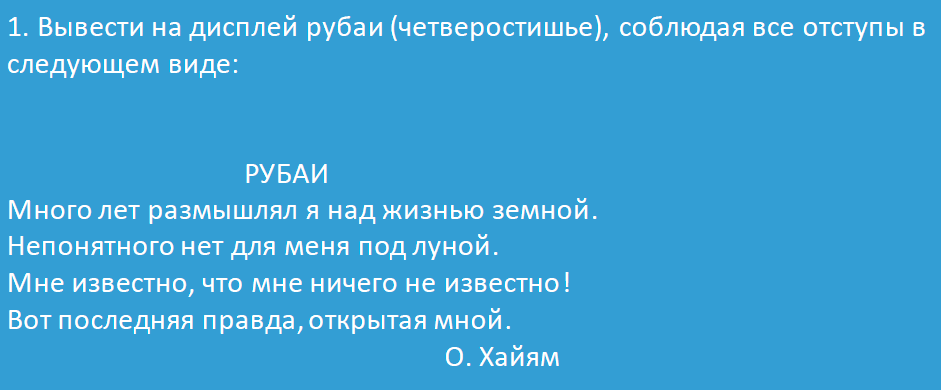 1. Вывести на дисплей рубаи (четверостишье), соблюдая все отступы в
следующем виде:
РУБАИ
Много лет размышлял я над жизнью земной.
Непонятного нет для меня под луной.
Мне известно, что мне ничего не известно!
Вот последняя правда, открытая мной.
О. Хайям